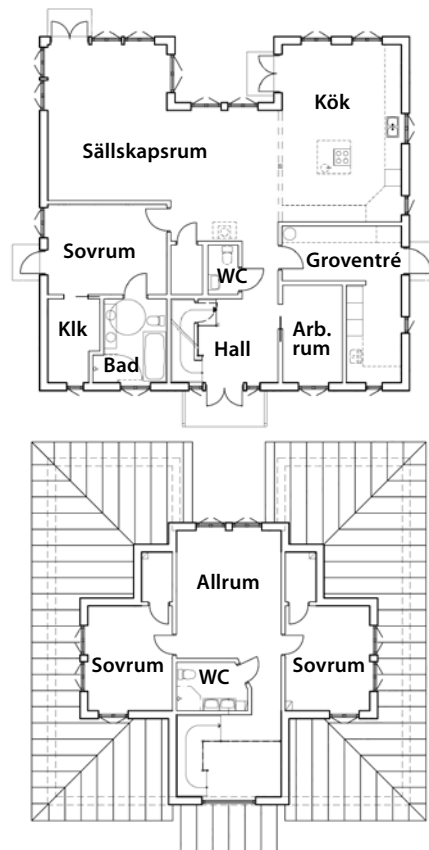 Kök
Sällskapsrum
Sovrum
WC
Groventré
Klk
Bad
Hall
Arb.
rum
Allrum
Sovrum
WC
Sovrum